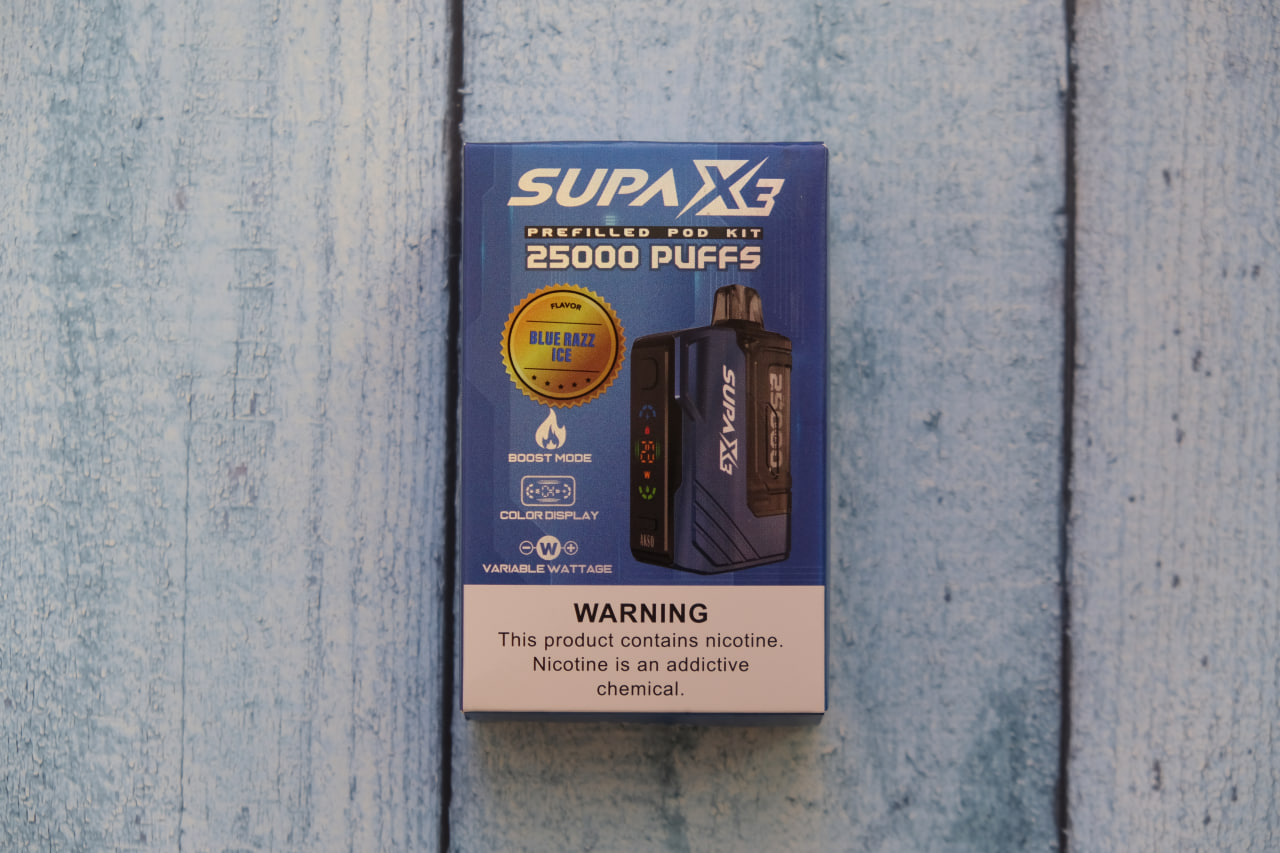 SUPA X3
PREFILLED POD KIT
25000 PUFFS
FLAVOR
BLUE RAZZ
ICE
BOOST MODE
COLOR DISPLAY
W
VARIABLE WATTAGE
SUPA X3
25000
20
W
WARNING
This product contains nicotine.
Nicotine is an addictive
chemical.